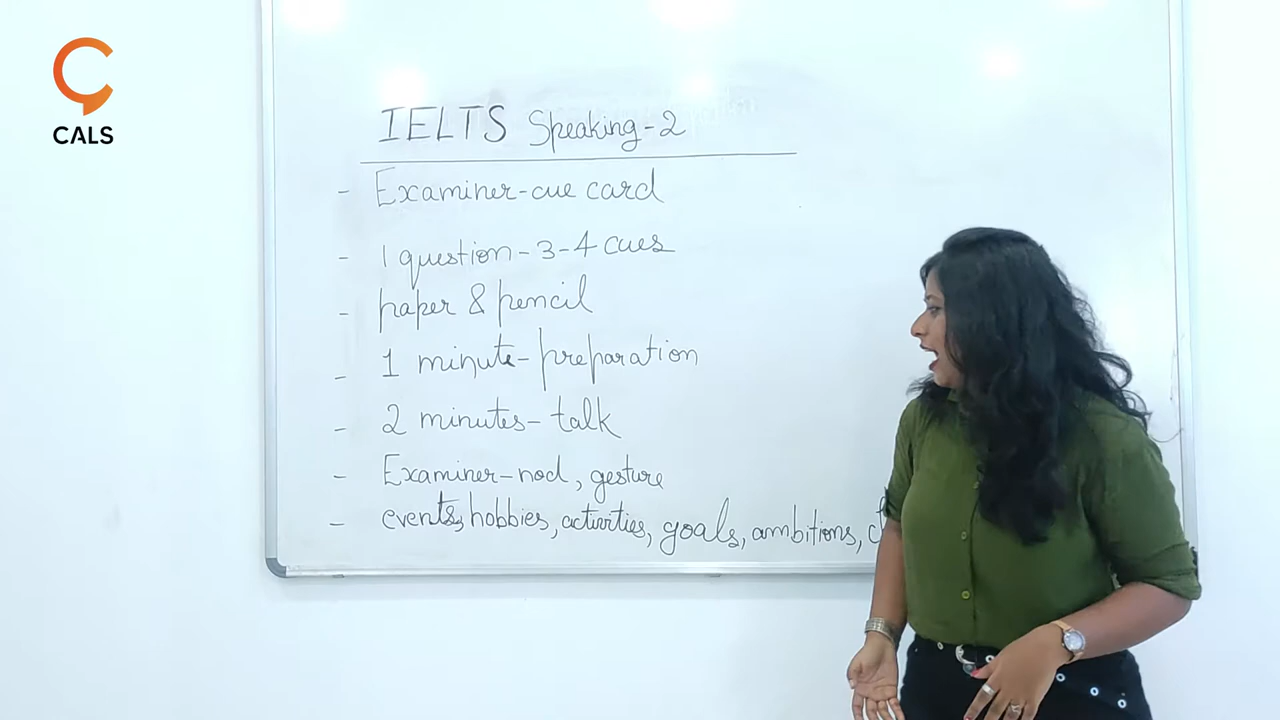 CALS
IELTS Speaking-2
- Examiner-cue card
- 1 question-3-4 cues
- paper & pencil
- 1 minute-preparation
- 2 minutes-talk
- Examiner-nod, gesture
- events, hobbies, activities, goals, ambitions,